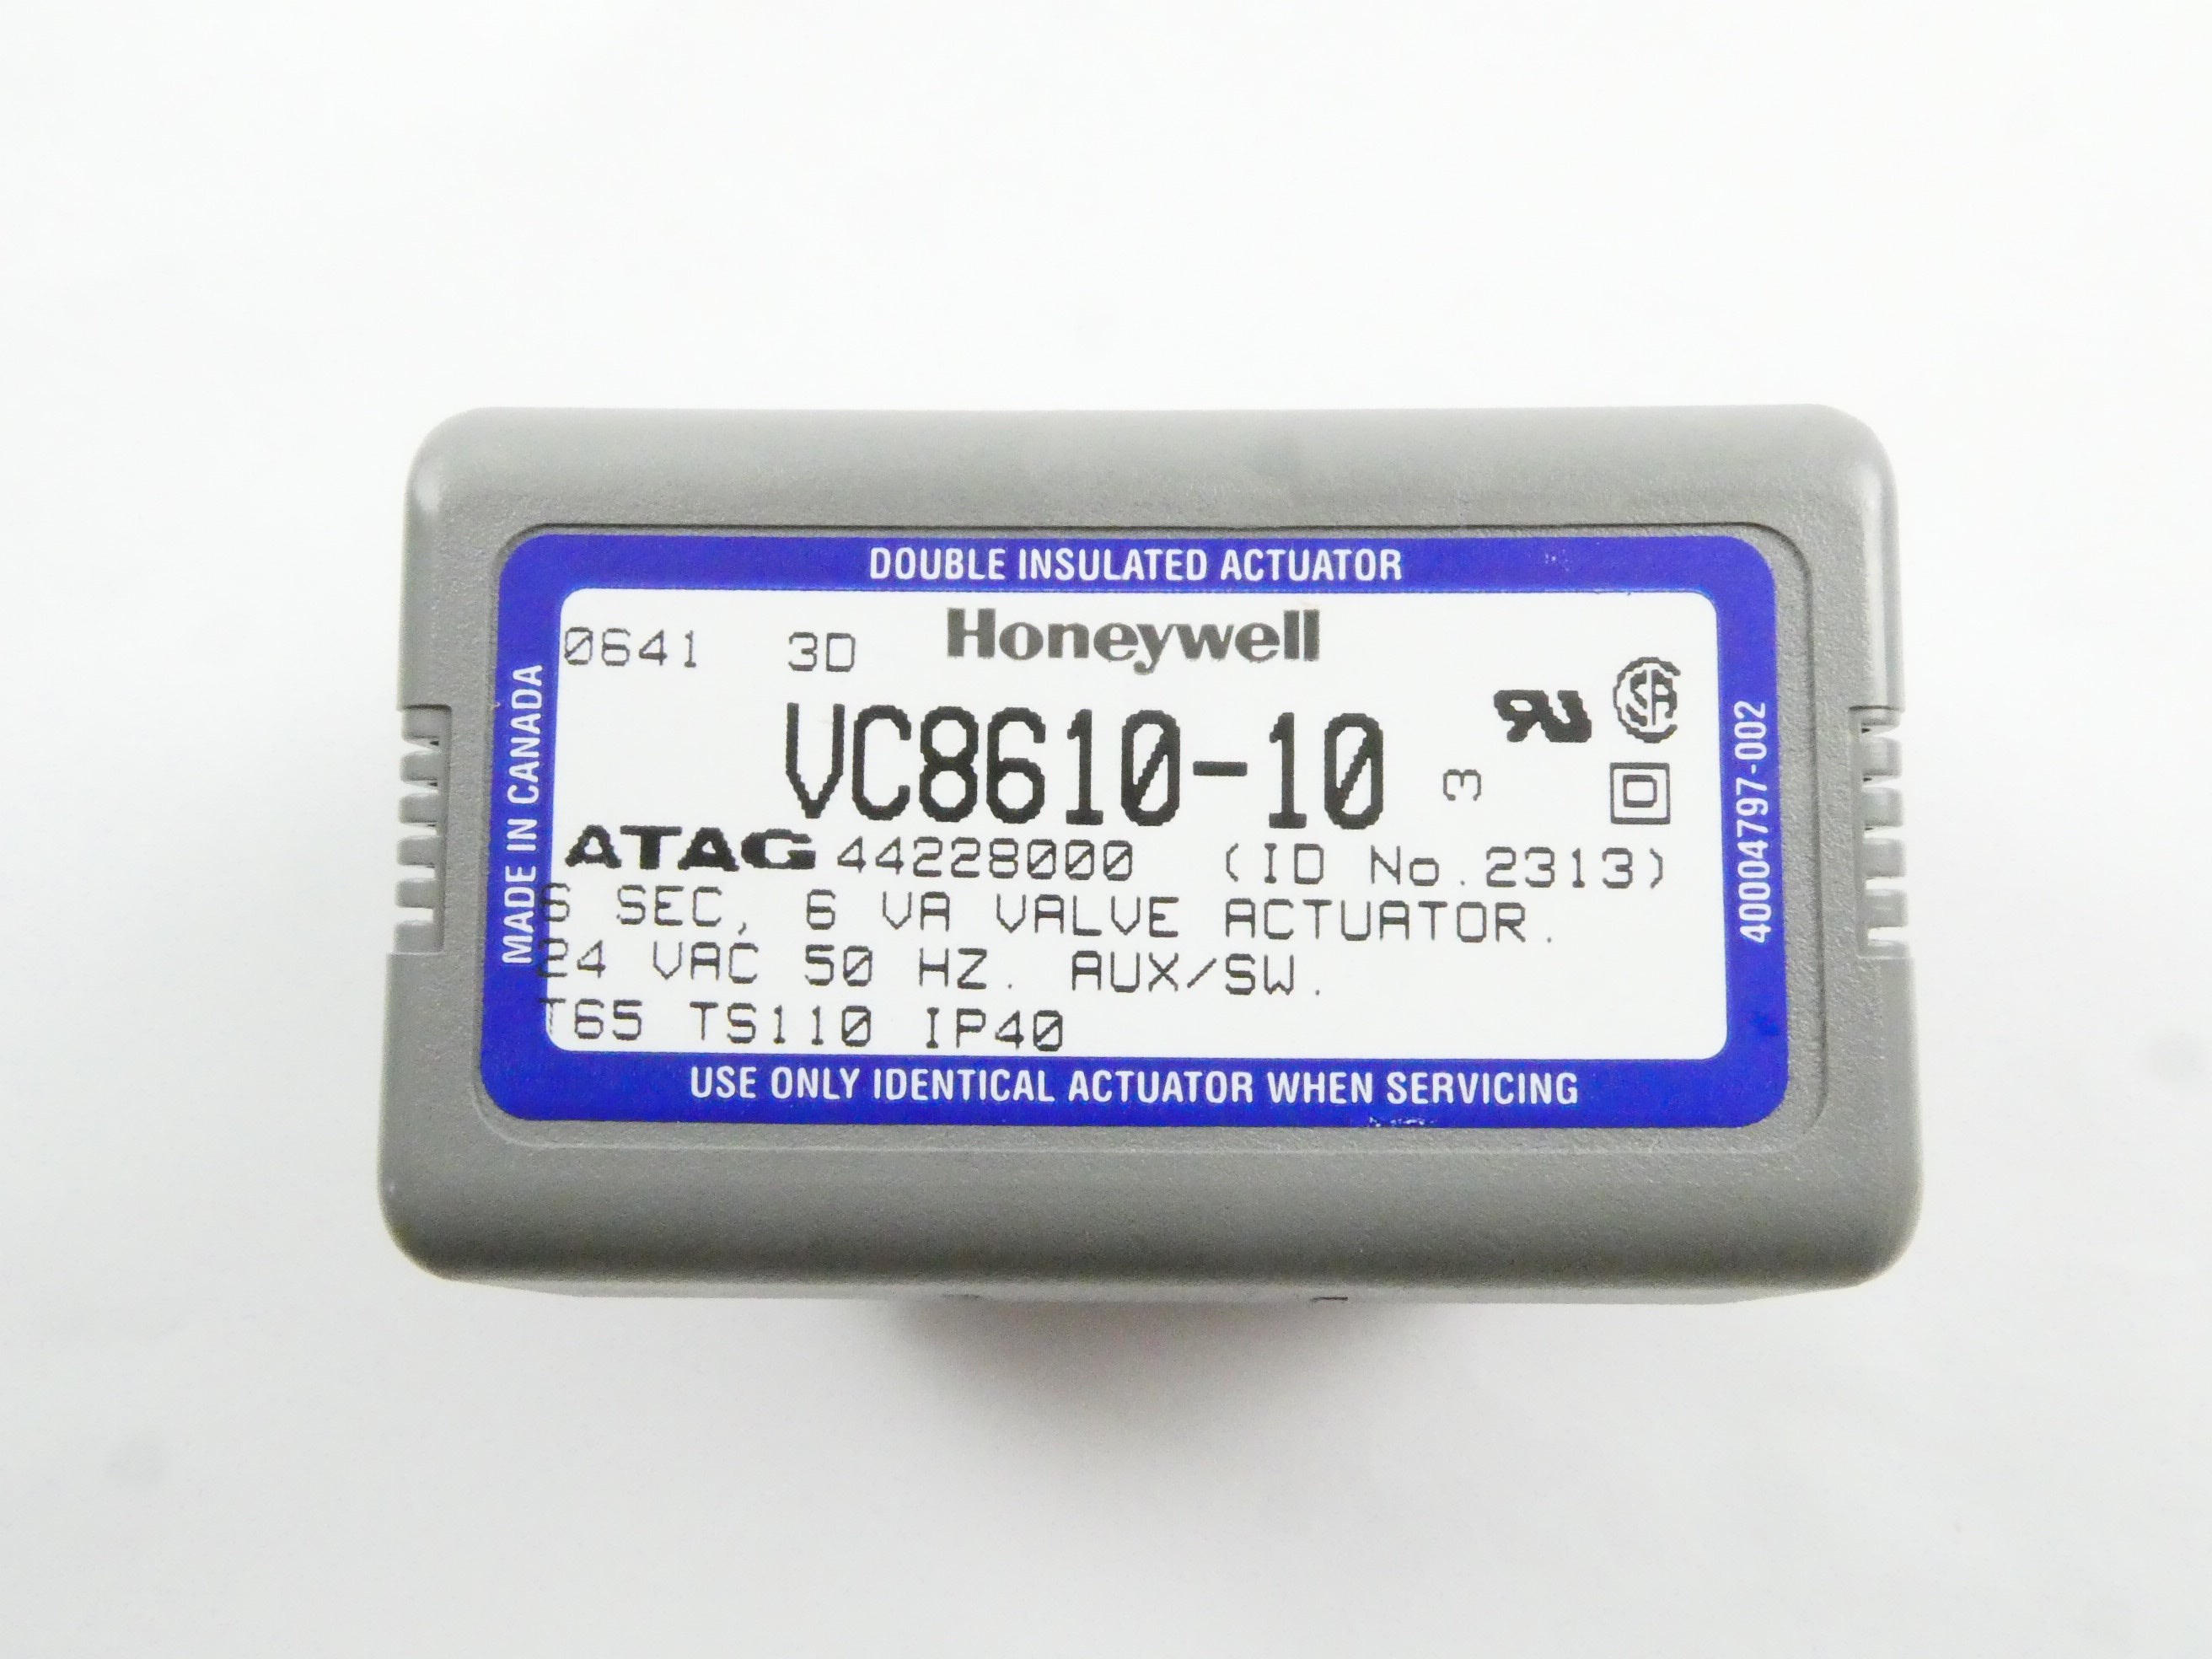 DOUBLE INSULATED ACTUATOR
Honeywell
0641 3D
VC8610-10 3
ATAG 44228000 (ID No.2313)
6 SEC, 6 VA VALVE ACTUATOR.
24 VAC 50 HZ. AUX/SW.
T65 TS110 IP40
USE ONLY IDENTICAL ACTUATOR WHEN SERVICING
MADE IN CANADA
40004797-002